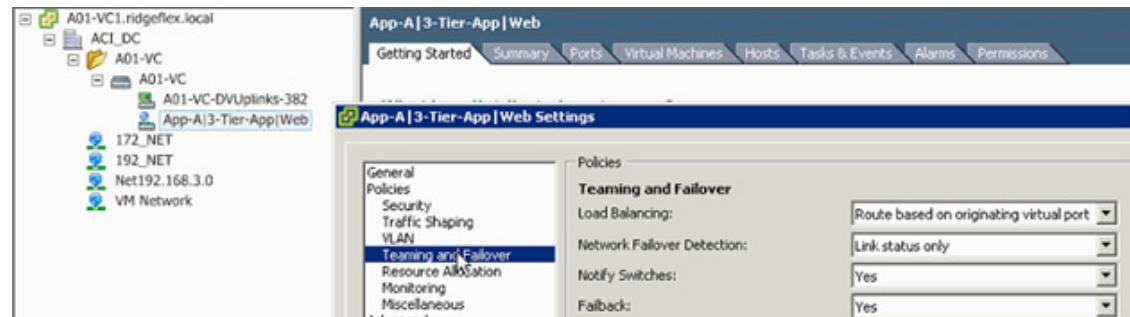 A01-VC1.ridgeflex.local
ACI_DC
A01-VC
A01-VC
A01-VC-DVUplinks-382
App-A|3-Tier-App|Web
172_NET
192_NET
Net192.168.3.0
VM Network
App-A|3-Tier-App|Web
Getting Started Summary Ports Virtual Machines Hosts Tasks & Events Alarms Permissions
App-A|3-Tier-App|Web Settings
General
Policies
Security
Traffic Shaping
VLAN
Teaming and Failover
Resource Allocation
Monitoring
Miscellaneous
Policies
Teaming and Failover
Load Balancing: Route based on originating virtual port
Network Failover Detection: Link status only
Notify Switches: Yes
Failback: Yes